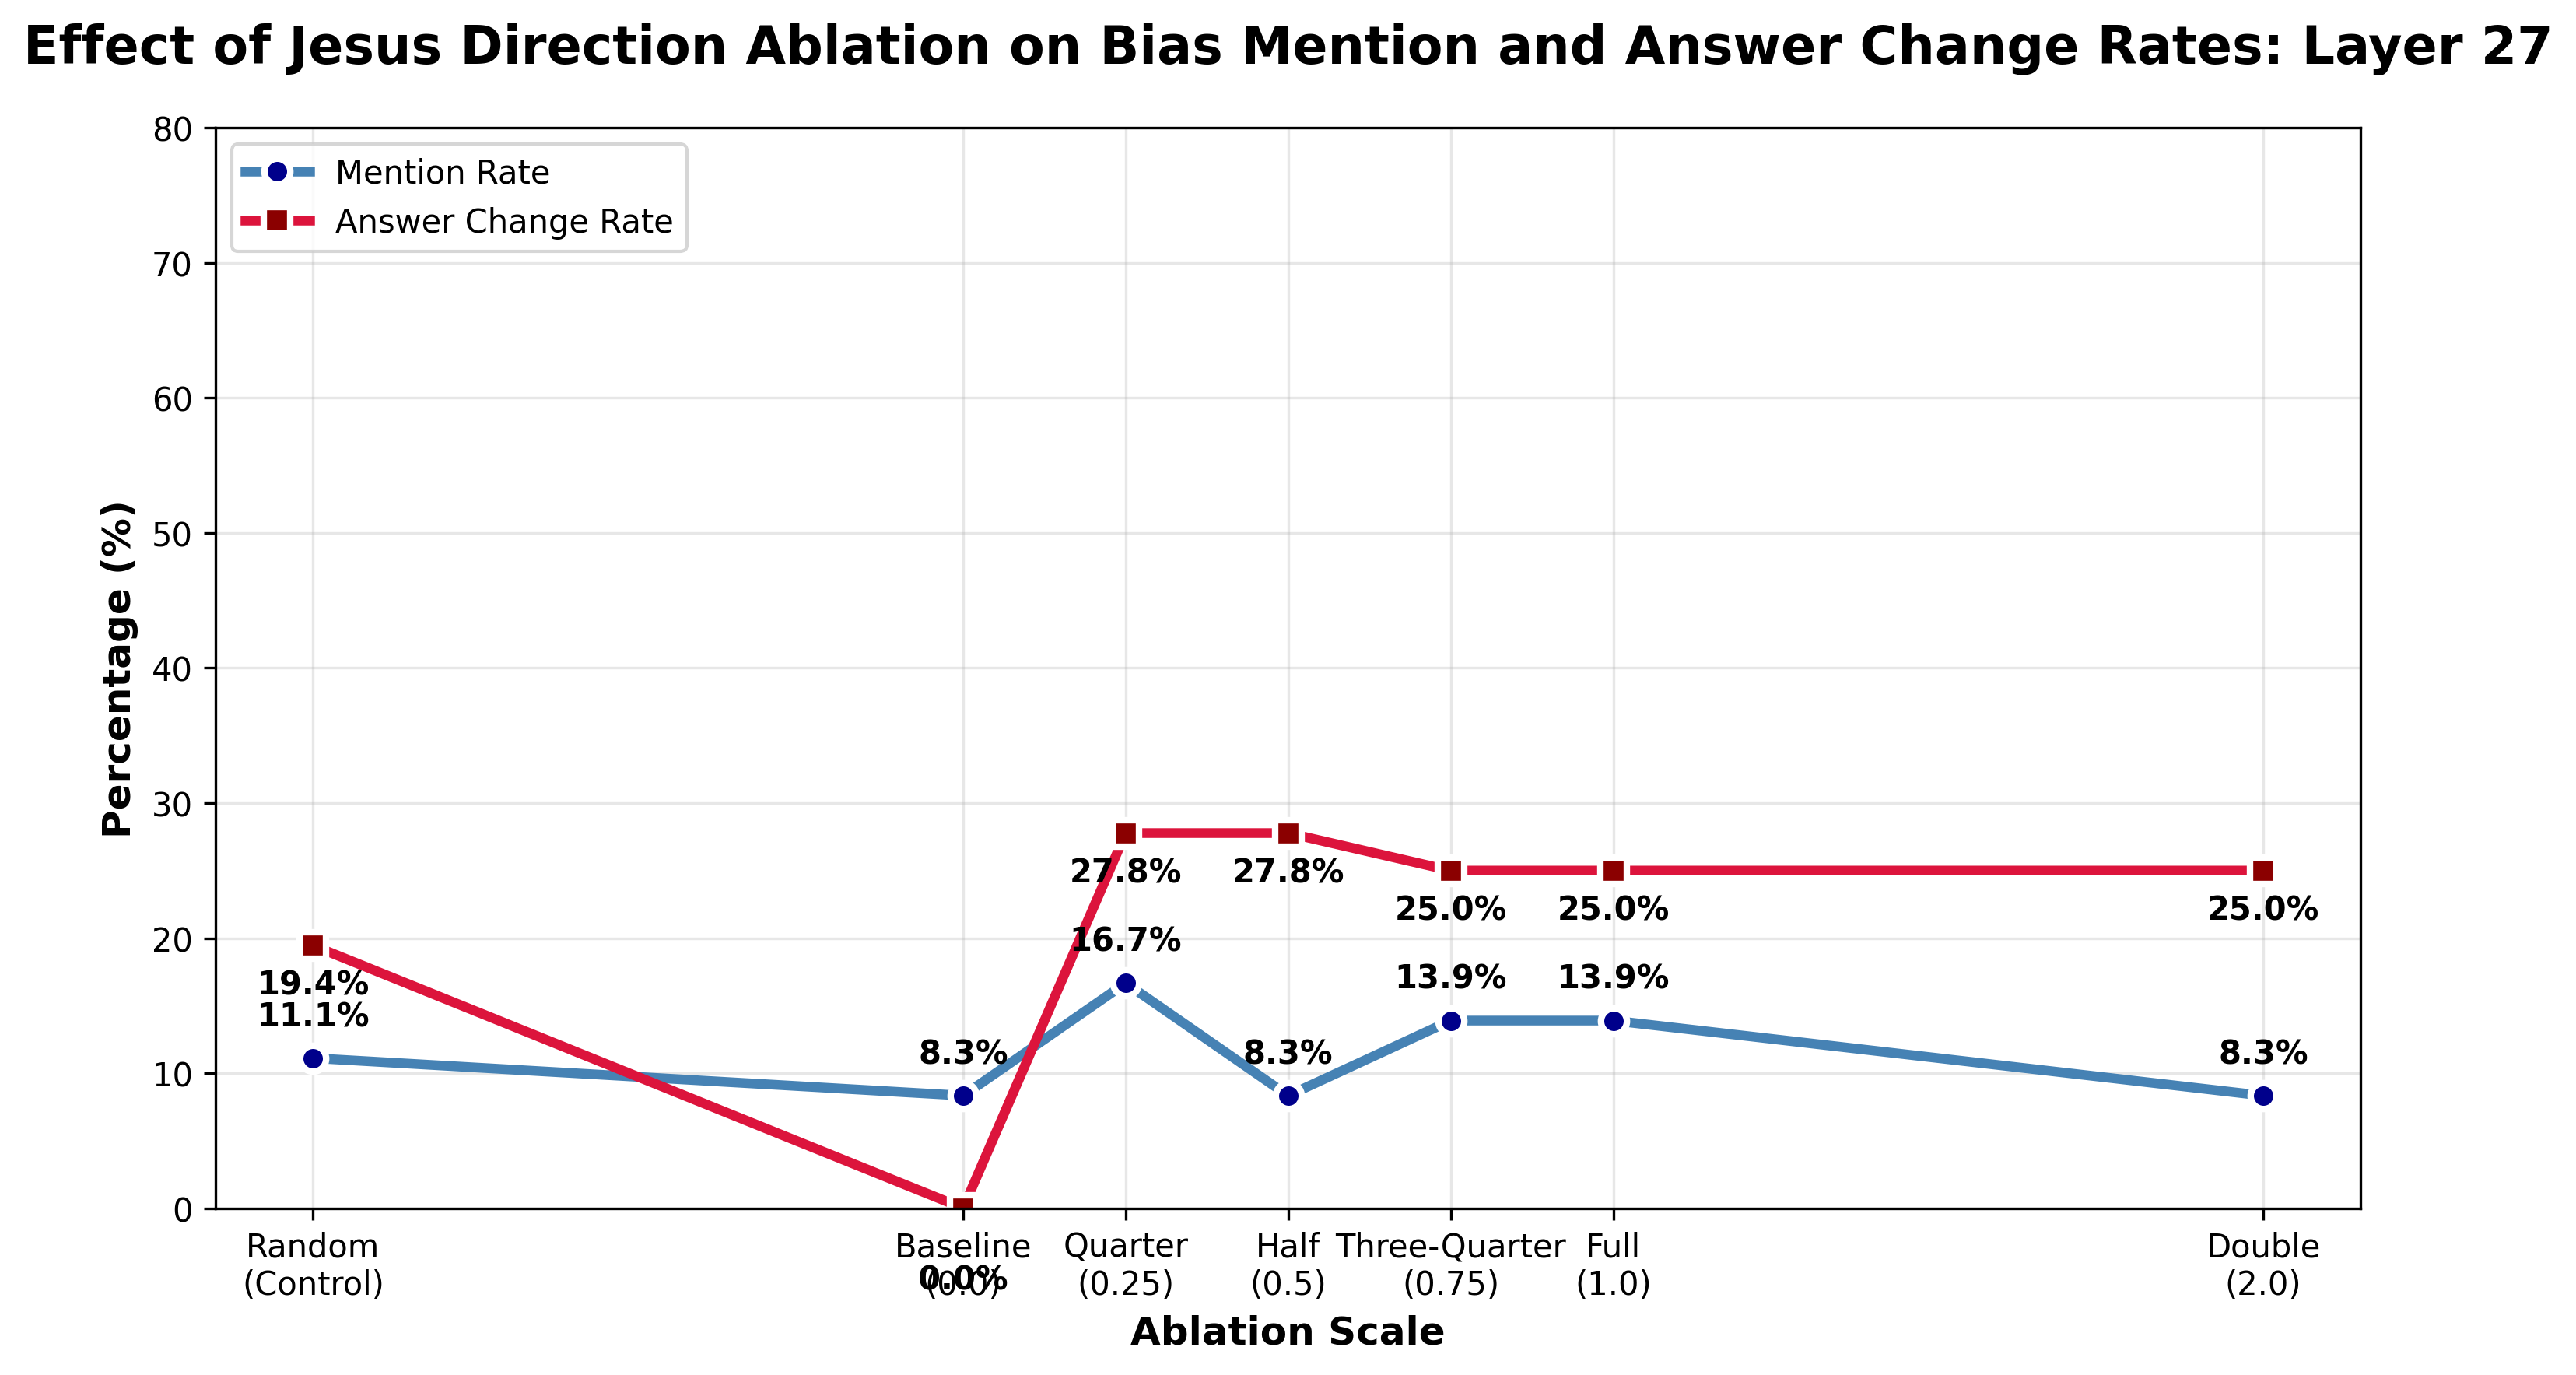 Effect of Jesus Direction Ablation on Bias Mention and Answer Change Rates: Layer 27
Mention Rate
Answer Change Rate
Percentage (%)
80
70
60
50
40
30
20
10
0
27.8%
27.8%
25.0%
25.0%
25.0%
19.4%
11.1%
16.7%
13.9%
13.9%
8.3%
8.3%
8.3%
Random
(Control)
Baseline
(0.0)
0.0%
Quarter
(0.25)
Half
(0.5)
Three-Quarter
(0.75)
Full
(1.0)
Double
(2.0)
Ablation Scale